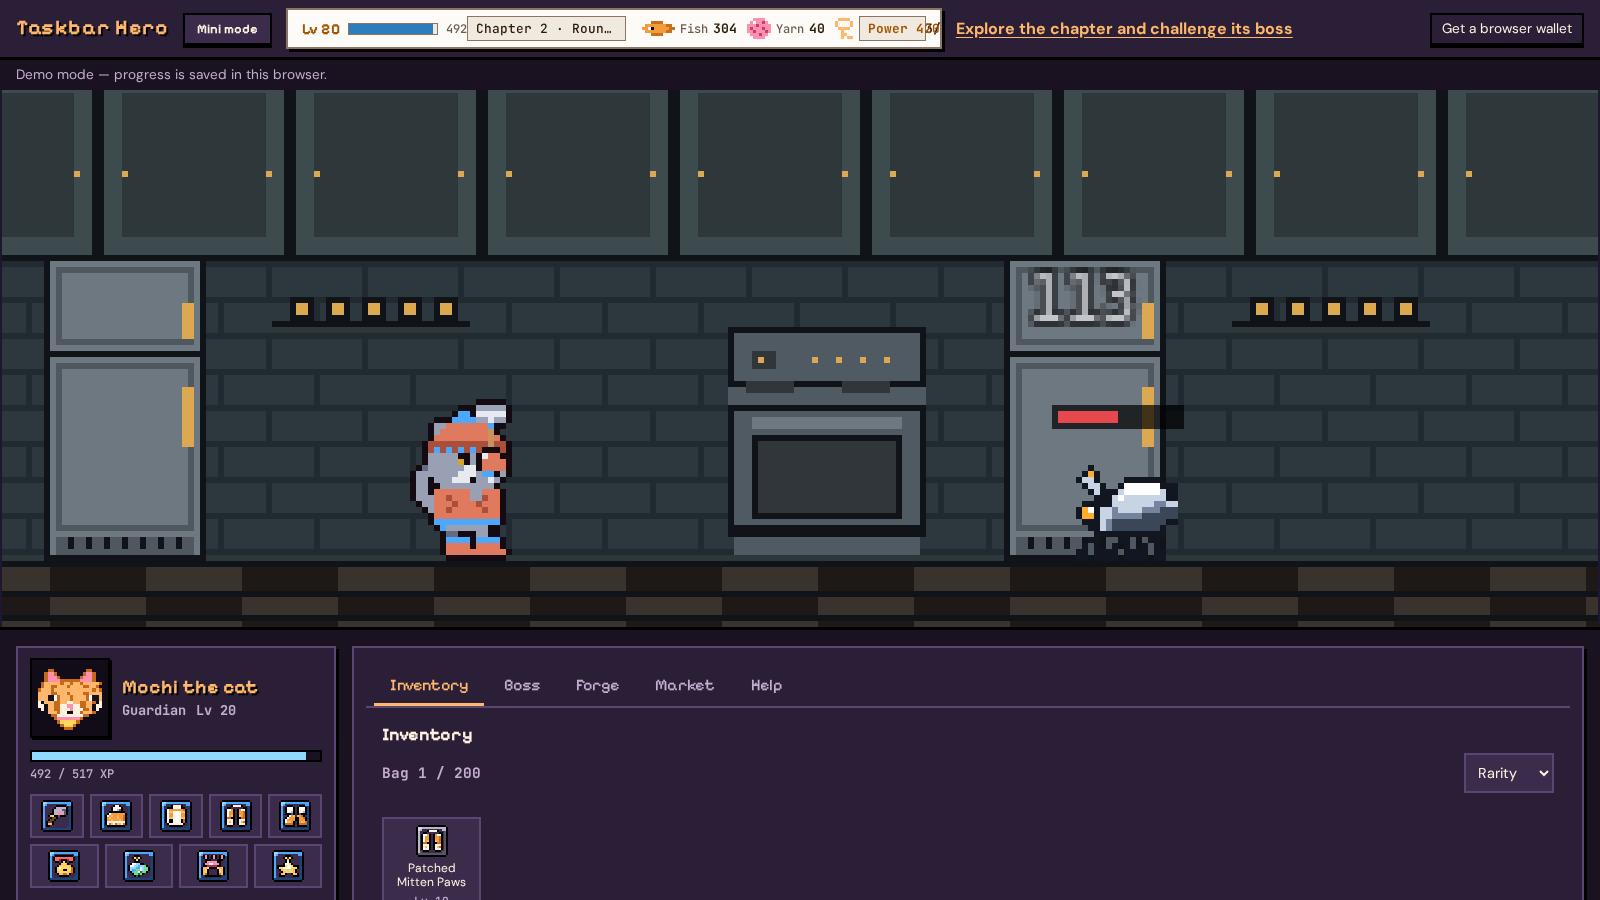 Taskbar Hero
Mini mode
Lv 20
492
Chapter 2 · Roun…
Fish 304
Yarn 40
Power
Explore the chapter and challenge its boss
Get a browser wallet
Demo mode — progress is saved in this browser.
113
Mochi the cat
Guardian Lv 20
492 / 517 XP
Inventory
Boss
Forge
Market
Help
Inventory
Bag 1 / 200
Rarity
Patched
Mitten Paws